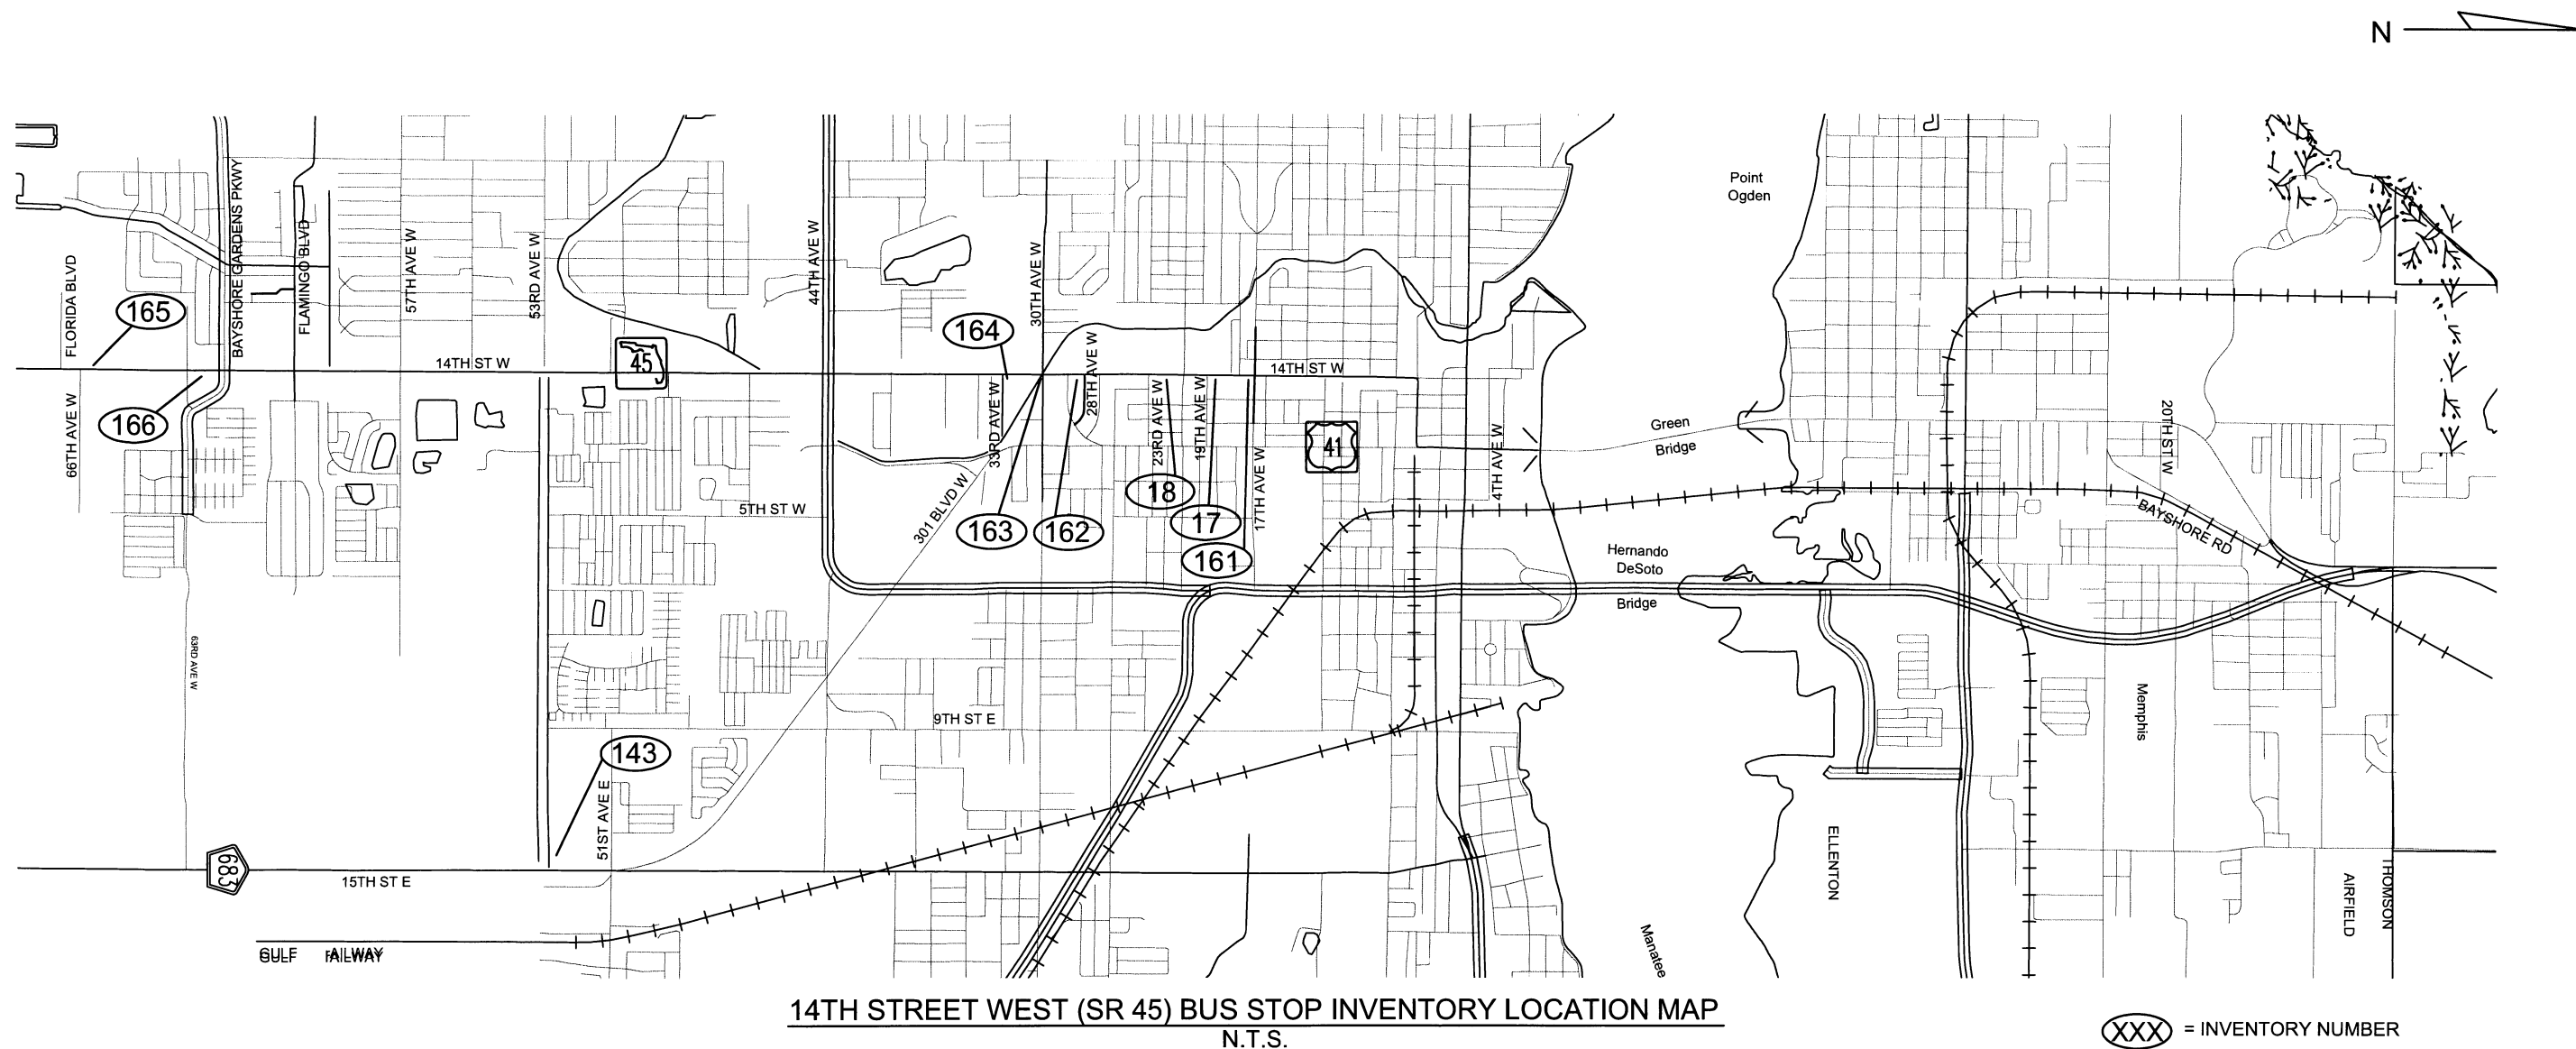 N
Point
Ogden
FLORIDA BLVD
BAYSHORE GARDENS PKWY
FLAMINGO BLVD
57TH AVE W
53RD AVE W
44TH AVE W
30TH AVE W
165
164
28TH AVE W
45
14TH ST W
14TH ST W
66TH AVE W
166
33RD AVE W
23RD AVE W
19TH AVE W
17TH AVE W
41
4TH AVE W
Green
Bridge
20TH ST W
18
5TH ST W
301 BLVD W
163
162
17
161
BAYSHORE RD
Hernando
DeSoto
Bridge
63RD AVE W
9TH ST E
Memphis
143
51ST AVE E
683
15TH ST E
ELLENTON
THOMSON
AIRFIELD
Manatee
GULF
14TH STREET WEST (SR 45) BUS STOP INVENTORY LOCATION MAP
N.T.S.
XXX = INVENTORY NUMBER